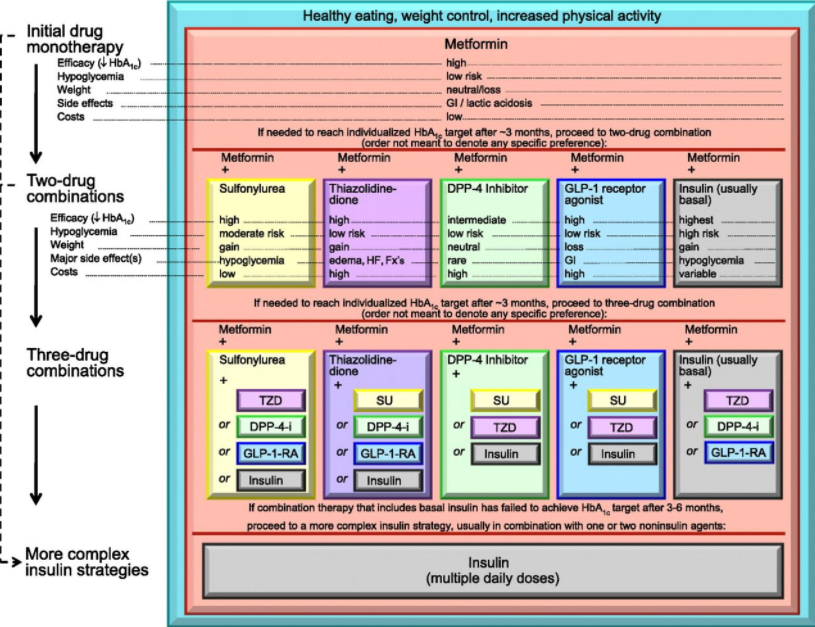 Healthy eating, weight control, increased physical activity
Initial drug
monotherapy
Metformin
Efficacy (↓HbA1c) high
Hypoglycemia low risk
Weight neutral/loss
Side effects GI / lactic acidosis
Costs low
If needed to reach individualized HbA1c target after ~3 months, proceed to two-drug combination
(order not meant to denote any specific preference):
Metformin Metformin Metformin Metformin Metformin
+ + + + +
Two-drug
combinations
Sulfonylurea
Thiazolidine-
dione
DPP-4 Inhibitor
GLP-1 receptor
agonist
Insulin (usually
basal)
Efficacy (↓HbA1c) high high intermediate high highest
Hypoglycemia moderate risk low risk low risk low risk high risk
Weight gain gain neutral loss gain
Major side effect(s) hypoglycemia edema, HF, Fx's rare GI hypoglycemia
Costs low high high high variable
If needed to reach individualized HbA1c target after ~3 months, proceed to three-drug combination
(order not meant to denote any specific preference):
Metformin Metformin Metformin Metformin Metformin
+ + + + +
Three-drug
combinations
Sulfonylurea
+
TZD
or DPP-4-i
or GLP-1-RA
or Insulin
Thiazolidine-
dione
+
SU
or DPP-4-i
or GLP-1-RA
or Insulin
DPP-4 Inhibitor
+
SU
or TZD
or Insulin
GLP-1 receptor
agonist
+
SU
or TZD
or Insulin
Insulin (usually
basal)
+
TZD
or DPP-4-i
or GLP-1-RA
If combination therapy that includes basal insulin has failed to achieve HbA1c target after 3-6 months,
proceed to a more complex insulin strategy, usually in combination with one or two noninsulin agents:
More complex
insulin strategies
Insulin
(multiple daily doses)